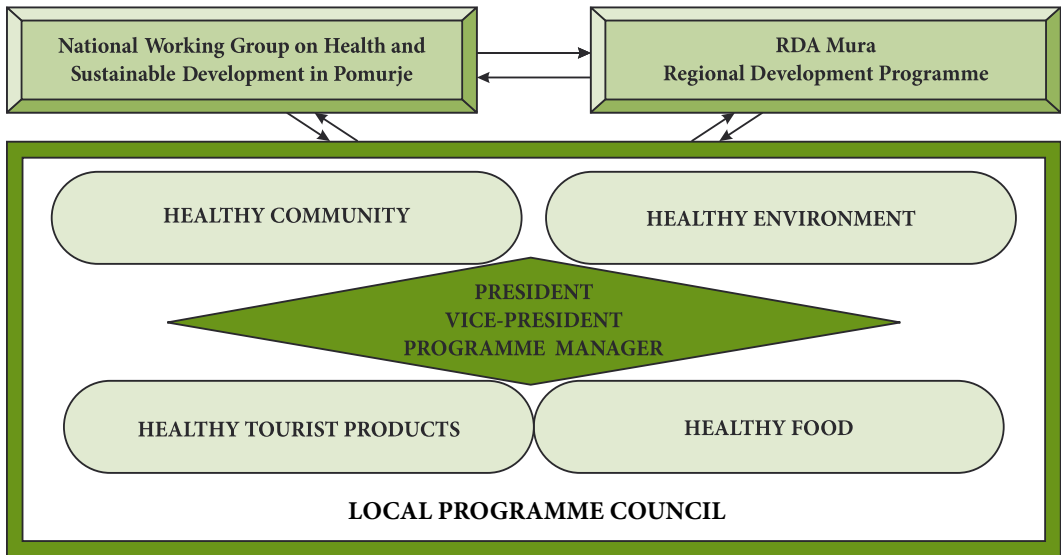 National Working Group on Health and
Sustainable Development in Pomurje
RDA Mura
Regional Development Programme
HEALTHY COMMUNITY
HEALTHY ENVIRONMENT
PRESIDENT
VICE-PRESIDENT
PROGRAMME MANAGER
HEALTHY TOURIST PRODUCTS
HEALTHY FOOD
LOCAL PROGRAMME COUNCIL